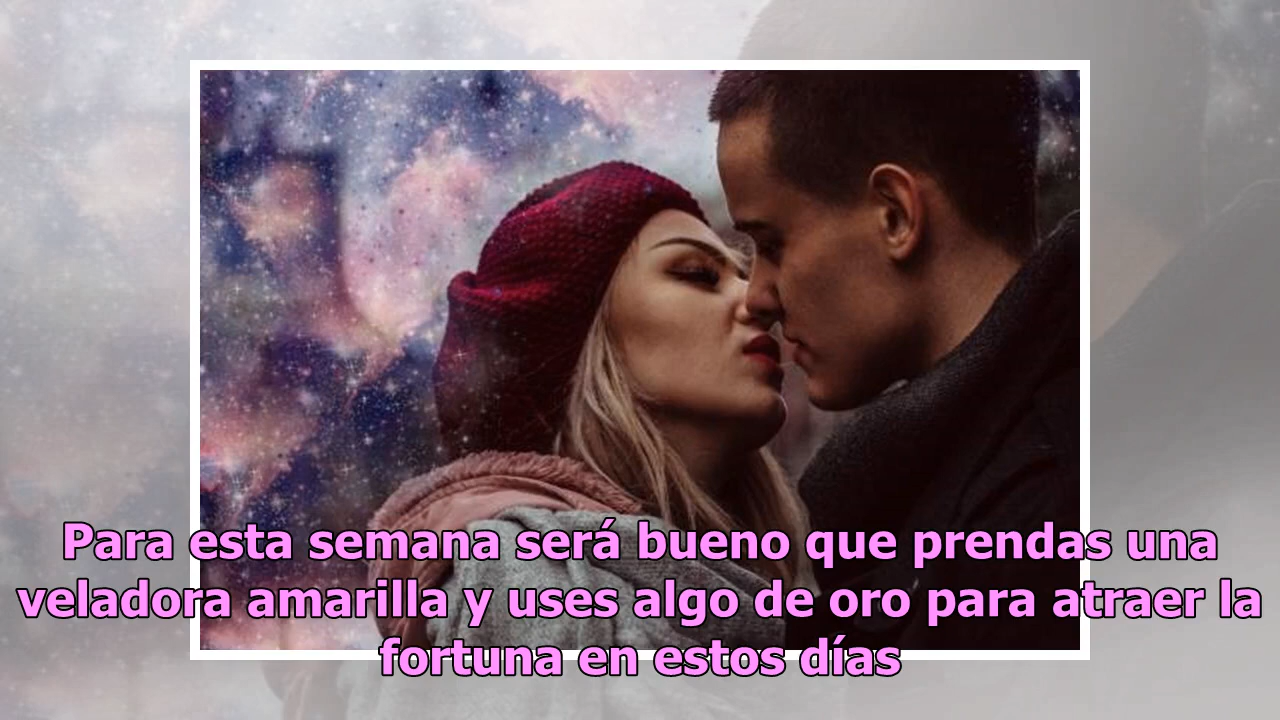 Para esta semana será bueno que prendas una
veladora amarilla y uses algo de oro para atraer la
fortuna en estos días